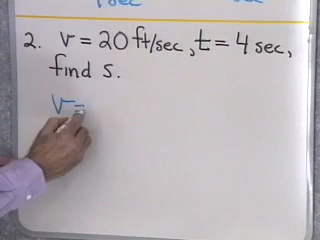 2. v = 20 ft/sec, t = 4 sec,
find s.
v=